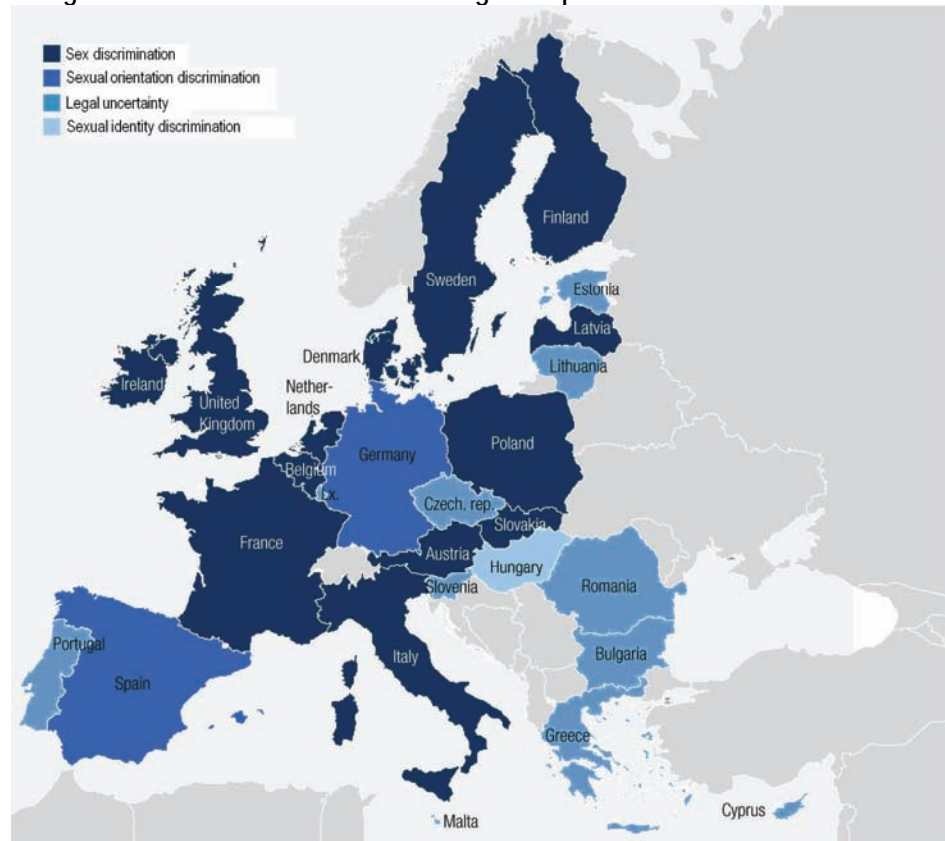 Sex discrimination
Sexual orientation discrimination
Legal uncertainty
Sexual identity discrimination
Finland
Sweden
Estonia
Latvia
Denmark
Lithuania
Ireland
Nether-
lands
United
Kingdom
Poland
Germany
Belgium
Lx.
Czech. rep.
Slovakia
France
Austria
Hungary
Slovenia
Romania
Portugal
Italy
Bulgaria
Spain
Greece
Cyprus
Malta